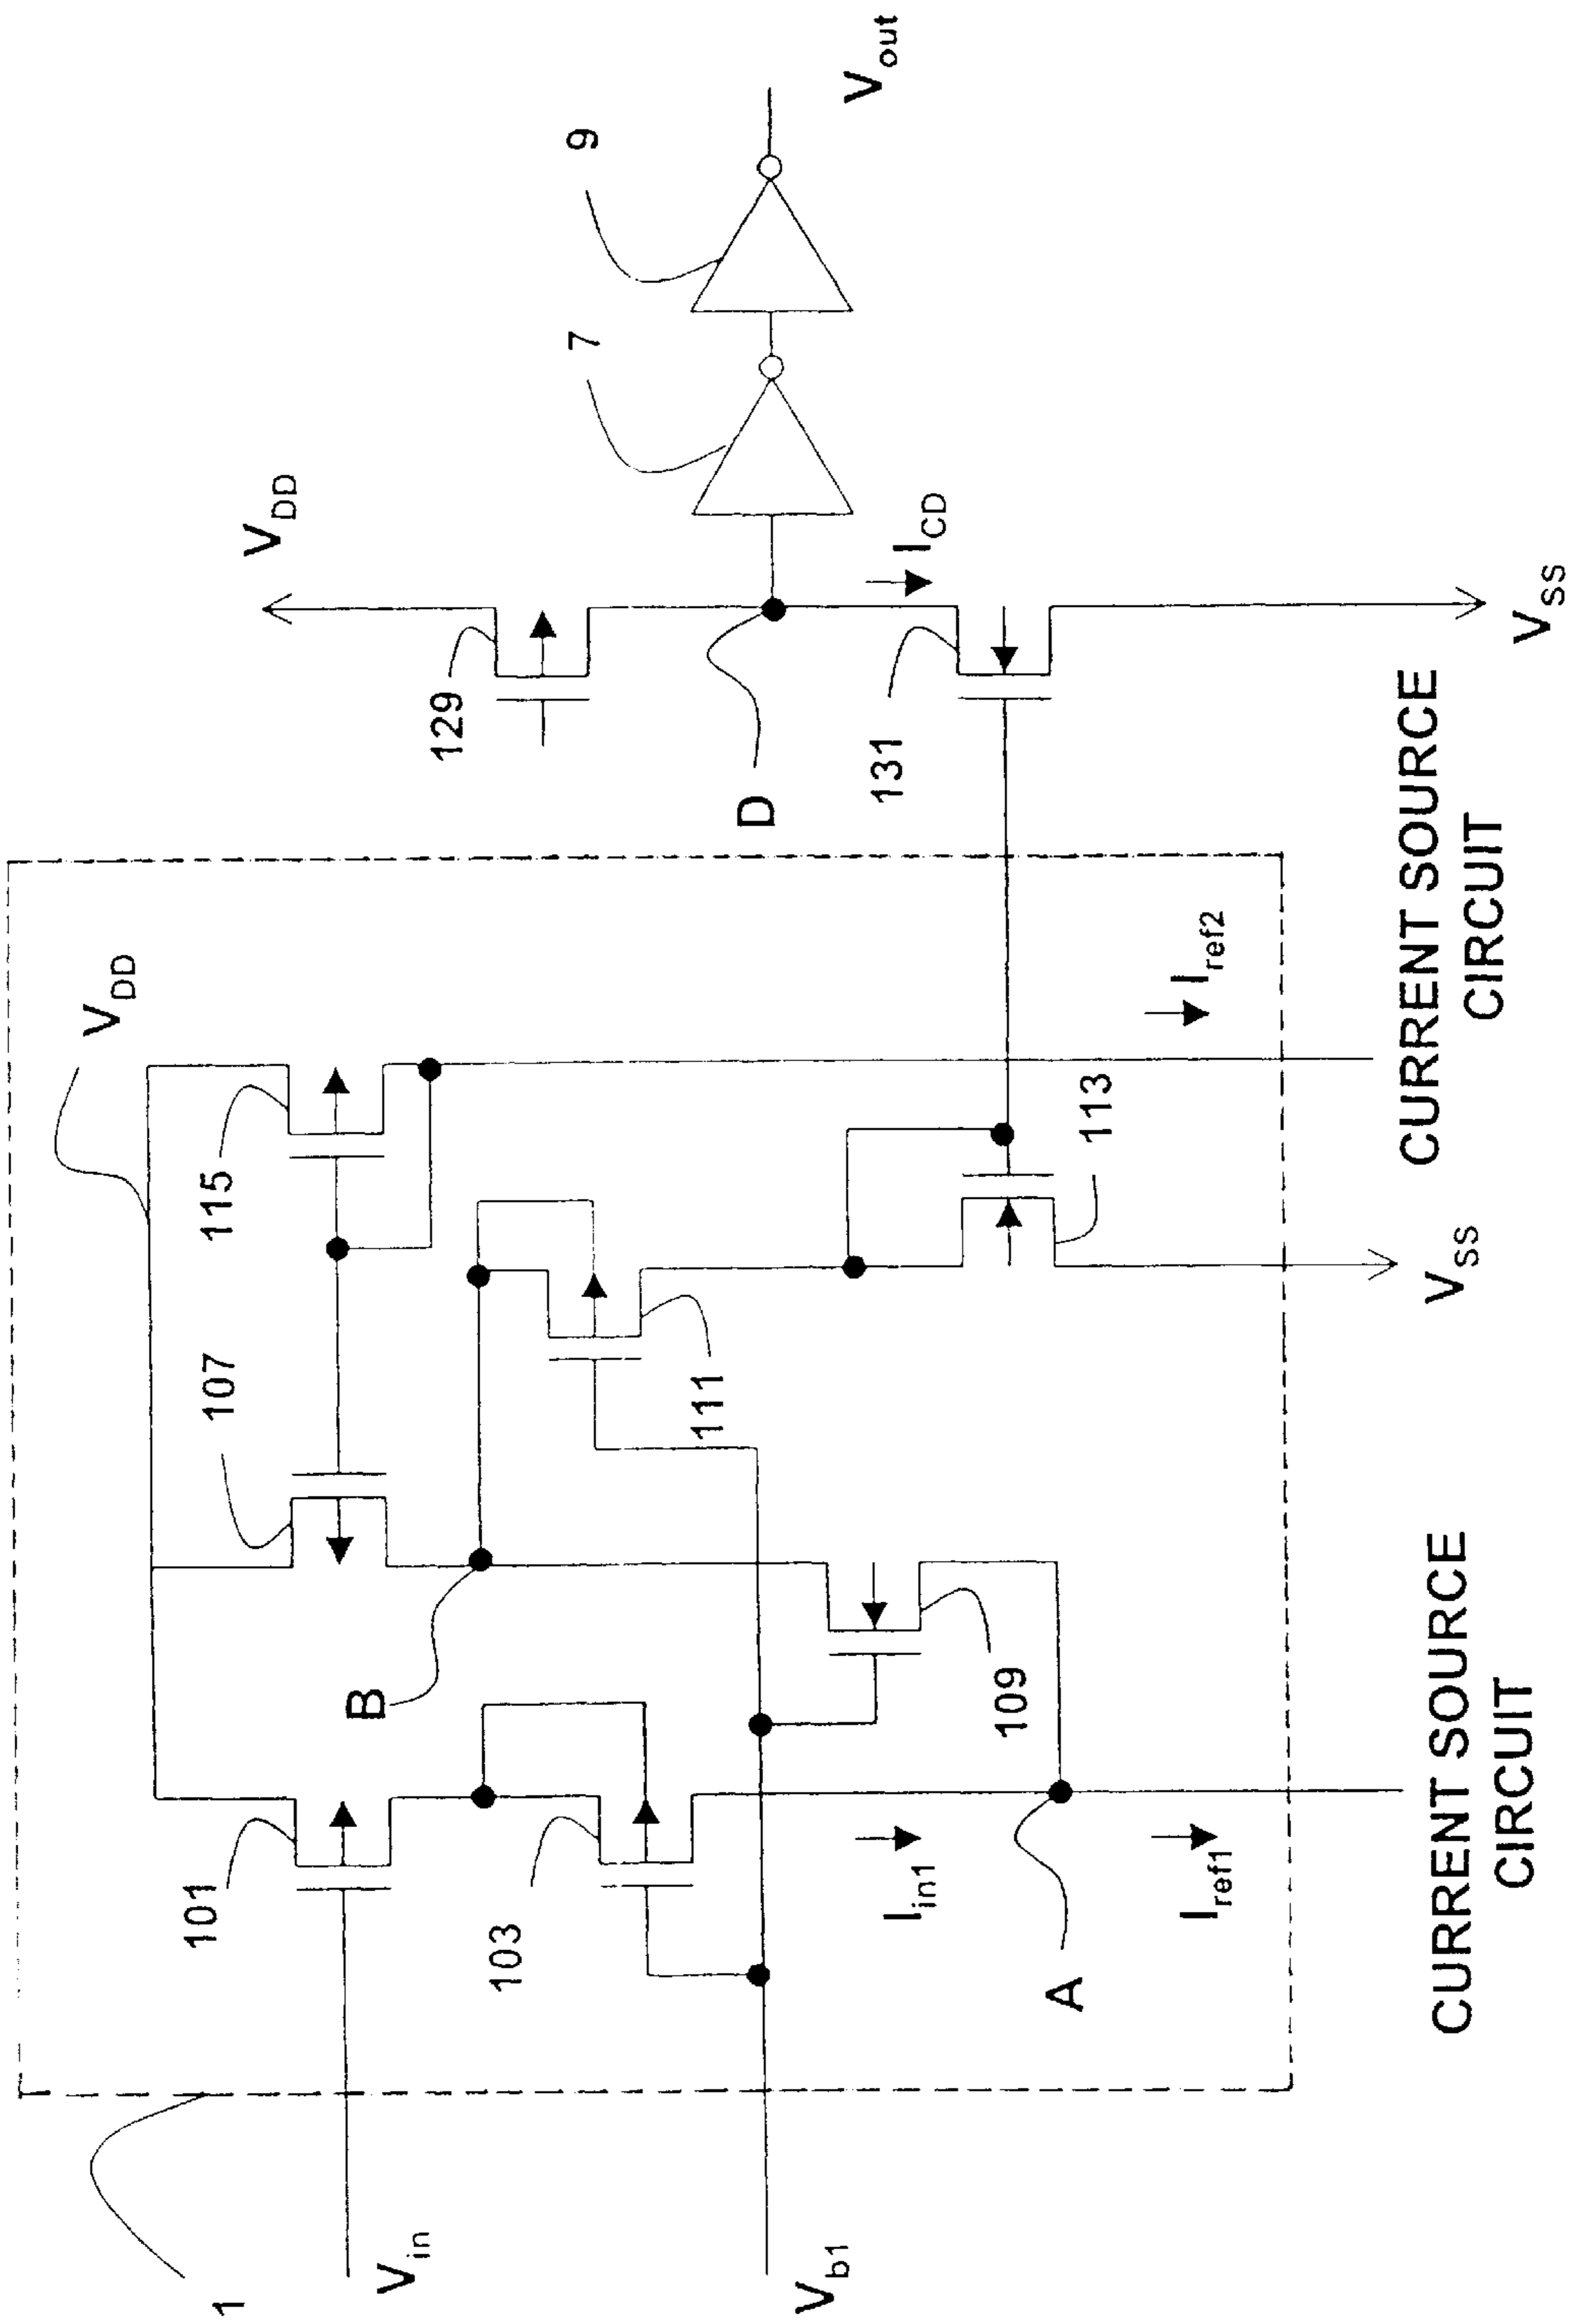 1
V_in
V_b1
101
103
V_DD
107
115
B
109
111
113
A
I_in1
I_ref1
I_ref2
V_SS
CURRENT SOURCE
CIRCUIT
CURRENT SOURCE
CIRCUIT
V_DD
129
D
131
I_CD
V_SS
7
9
V_out